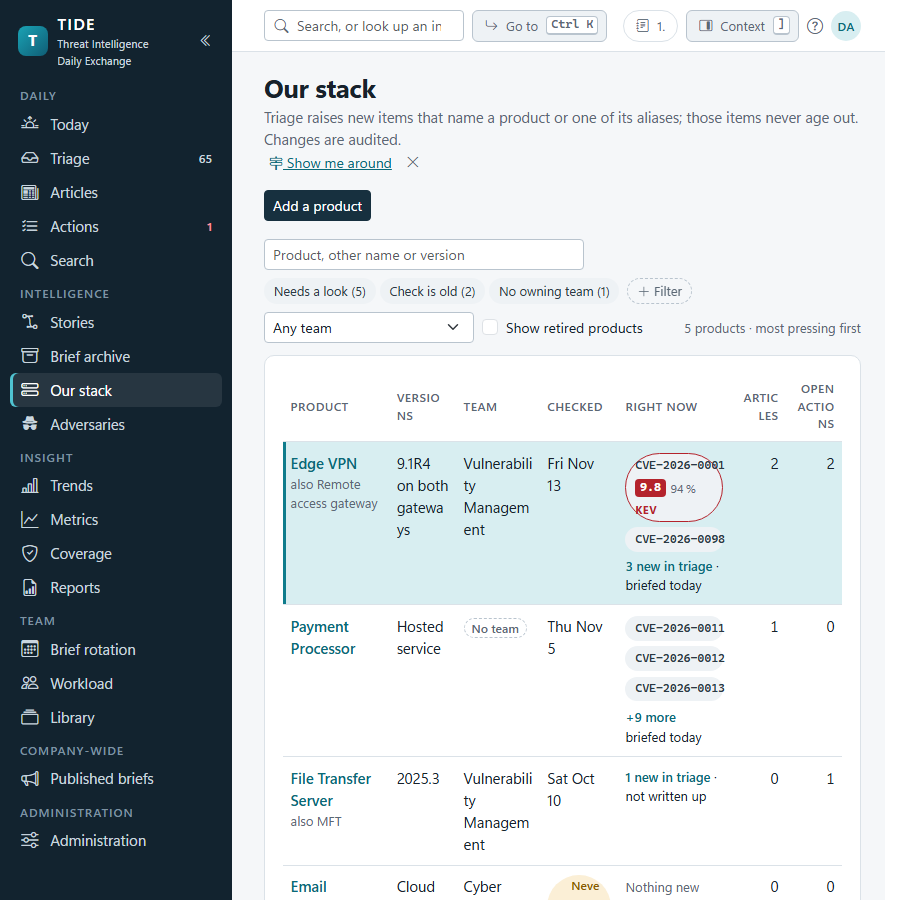 T
TIDE
Threat Intelligence
Daily Exchange
DAILY
Today
Triage 65
Articles
Actions 1
Search
INTELLIGENCE
Stories
Brief archive
Our stack
Adversaries
INSIGHT
Trends
Metrics
Coverage
Reports
TEAM
Brief rotation
Workload
Library
COMPANY-WIDE
Published briefs
ADMINISTRATION
Administration
Search, or look up an in
Go to Ctrl K
1.
Context ]
?
DA
Our stack
Triage raises new items that name a product or one of its aliases; those items never age out.
Changes are audited.
Show me around
Add a product
Product, other name or version
Needs a look (5) Check is old (2) No owning team (1) + Filter
Any team Show retired products 5 products · most pressing first
PRODUCT
VERSIO
NS
TEAM
CHECKED
RIGHT NOW
ARTIC
LES
OPEN
ACTIO
NS
Edge VPN
also Remote
access gateway
9.1R4
on both
gatewa
ys
Vulnerabili
ty
Managem
ent
Fri Nov
13
CVE-2026-0001
9.8 94 %
KEV
CVE-2026-0098
3 new in triage ·
briefed today
2
2
Payment
Processor
Hosted
service
No team
Thu Nov
5
CVE-2026-0011
CVE-2026-0012
CVE-2026-0013
+9 more
briefed today
1
0
File Transfer
Server
also MFT
2025.3
Vulnerabili
ty
Managem
ent
Sat Oct
10
1 new in triage ·
not written up
0
1
Email
Cloud
Cyber
Neve
Nothing new
0
0